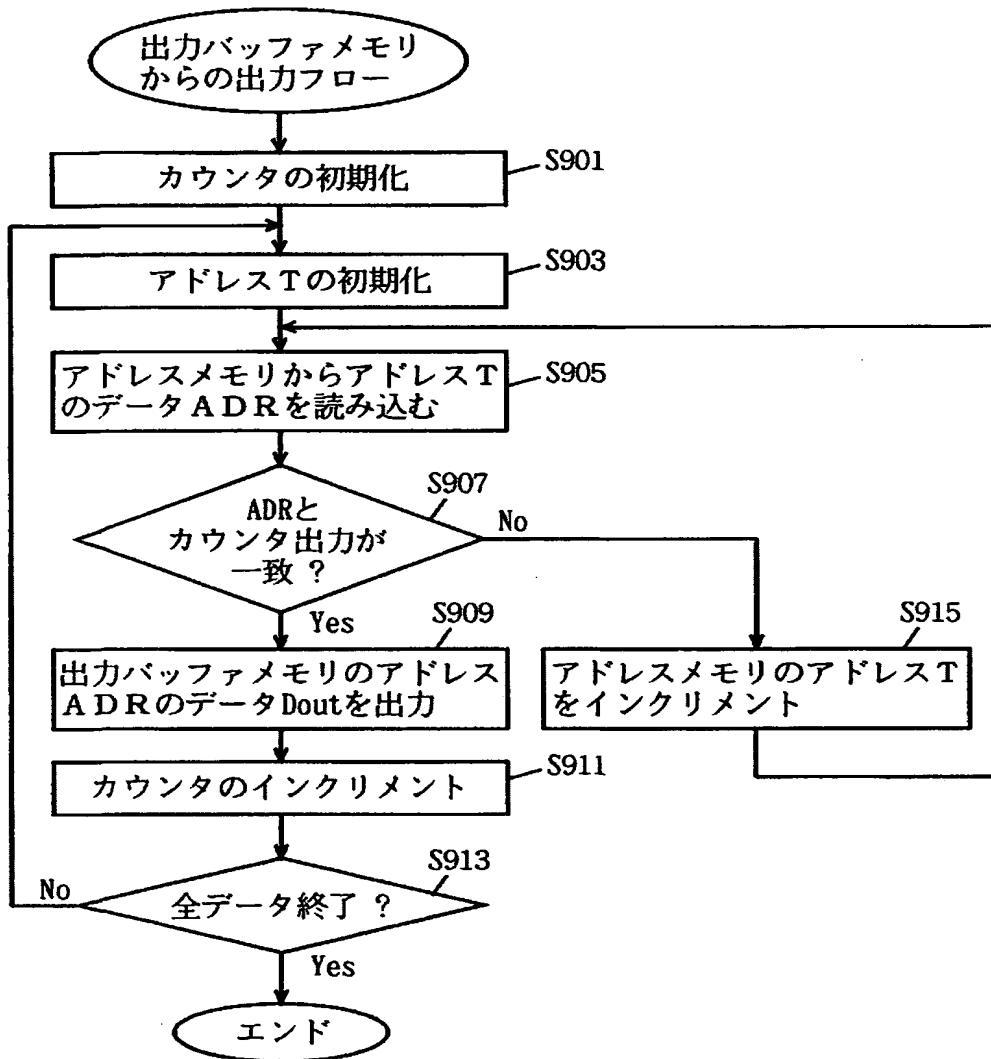 出力バッファメモリ
からの出力フロー
カウンタの初期化
S901
アドレスTの初期化
S903
アドレスメモリからアドレスT
のデータADRを読み込む
S905
ADRと
カウンタ出力が
一致 ?
S907
No
Yes
出力バッファメモリのアドレス
ADRのデータDoutを出力
S909
アドレスメモリのアドレスT
をインクリメント
S915
カウンタのインクリメント
S911
全データ終了 ?
S913
No
Yes
エンド